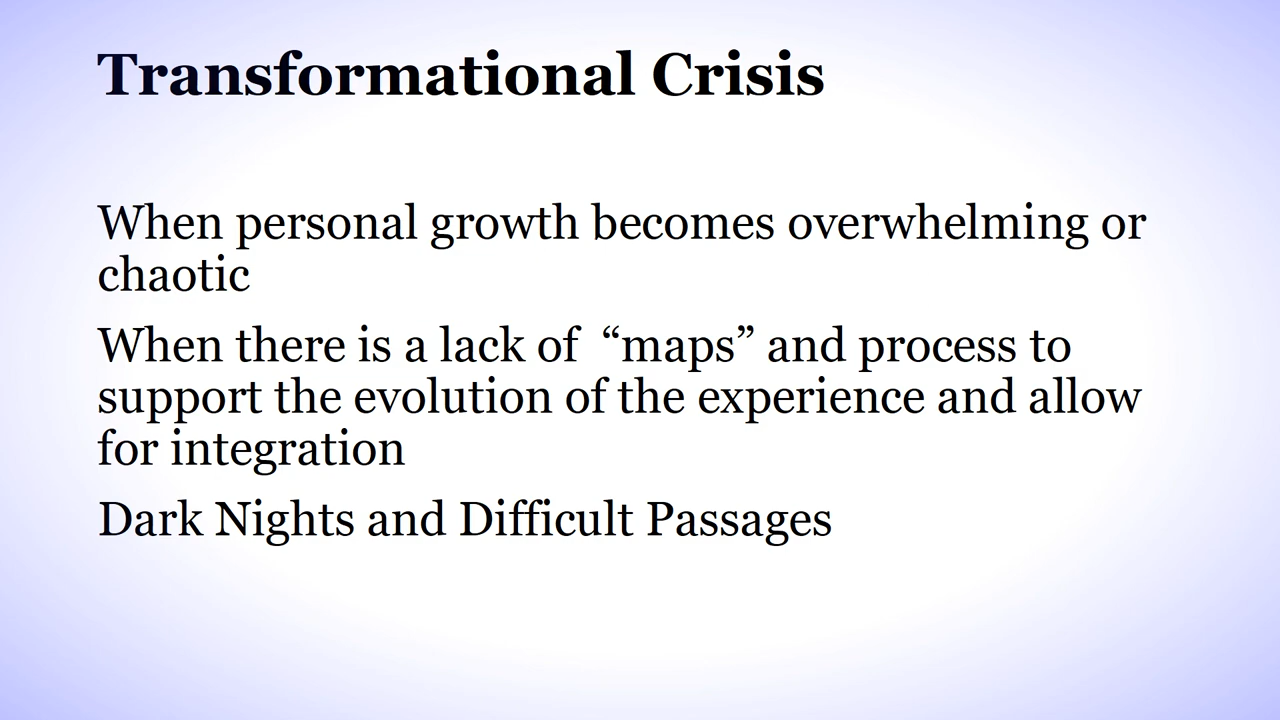 Transformational Crisis
When personal growth becomes overwhelming or
chaotic
When there is a lack of  “maps” and process to
support the evolution of the experience and allow
for integration
Dark Nights and Difficult Passages